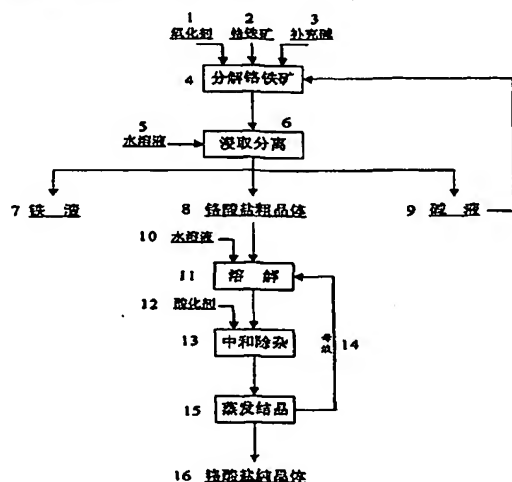 1 2 3
氧化剂 铬铁矿 补充碱
4 分解铬铁矿
5 6
水溶液 浸取分离
7 铁 渣 8 铬酸盐粗晶体 9 碱 液
10 水溶液
11 溶 解
12 酸化剂
13 中和除杂 母液 14
15 蒸发结晶
16 铬酸盐纯晶体